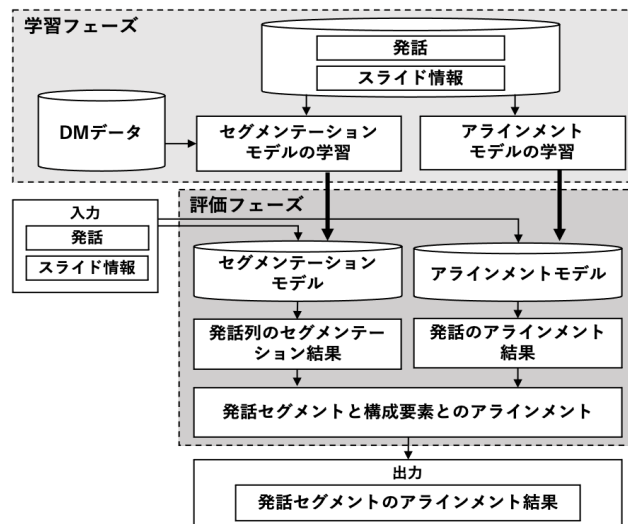 学習フェーズ
発話
スライド情報
DMデータ
セグメンテーション
モデルの学習
アラインメント
モデルの学習
評価フェーズ
入力
発話
スライド情報
セグメンテーション
モデル
アラインメントモデル
発話列のセグメンテー
ション結果
発話のアラインメント
結果
発話セグメントと構成要素とのアラインメント
出力
発話セグメントのアラインメント結果